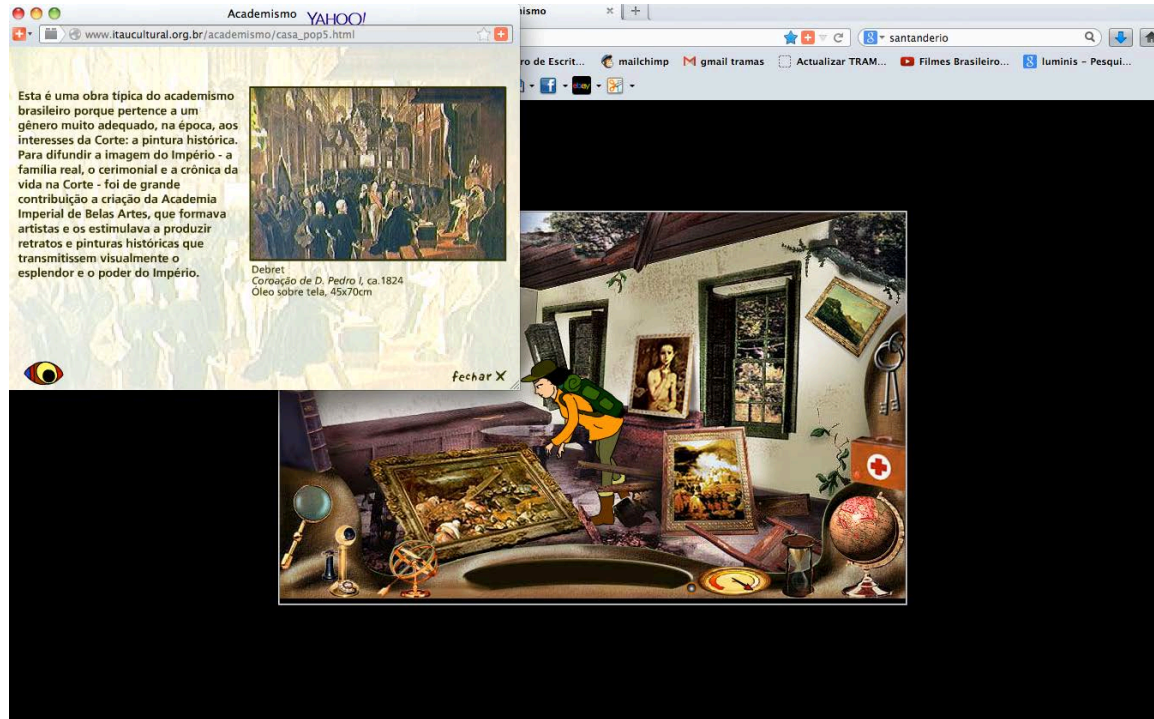 Academismo YAHOO!
ismo
www.itaucultural.org.br/academismo/casa_pop5.html
santanderio
ro de Escrit...
mailchimp
gmail tramas
Actualizar TRAM...
Filmes Brasileiro...
luminis - Pesqui...
ebay
Esta é uma obra típica do academismo
brasileiro porque pertence a um
gênero muito adequado, na época, aos
interesses da Corte: a pintura histórica.
Para difundir a imagem do Império - a
família real, o cerimonial e a crônica da
vida na Corte - foi de grande
contribuição a criação da Academia
Imperial de Belas Artes, que formava
artistas e os estimulava a produzir
retratos e pinturas históricas que
transmitissem visualmente o
esplendor e o poder do Império.
Debret
Coroação de D. Pedro I, ca.1824
Óleo sobre tela, 45x70cm
fechar X